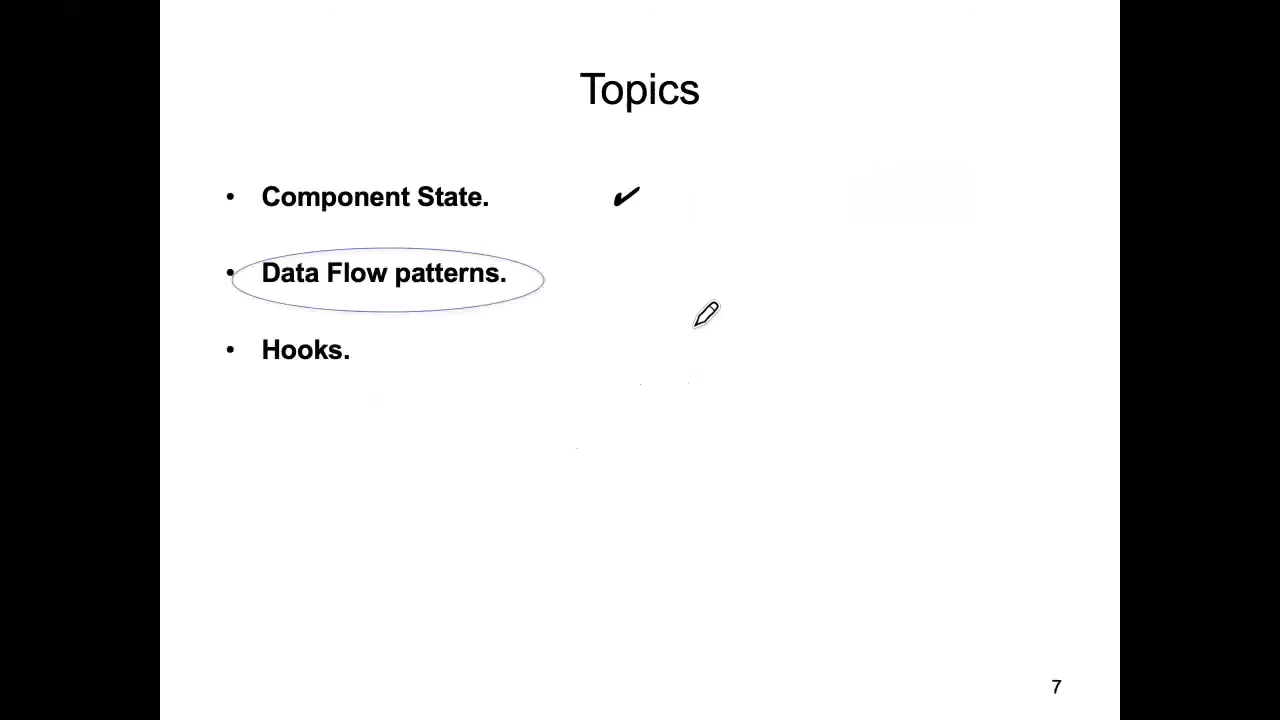 Topics
• Component State. ✔
• Data Flow patterns.
• Hooks.
7